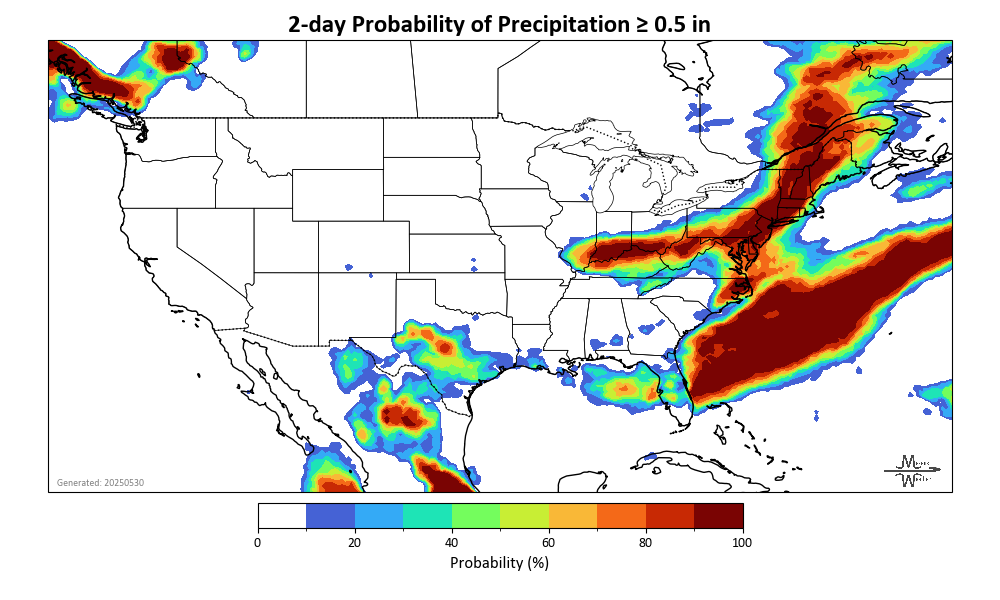 2-day Probability of Precipitation ≥ 0.5 in
Generated: 20250530
0 20 40 60 80 100
Probability (%)